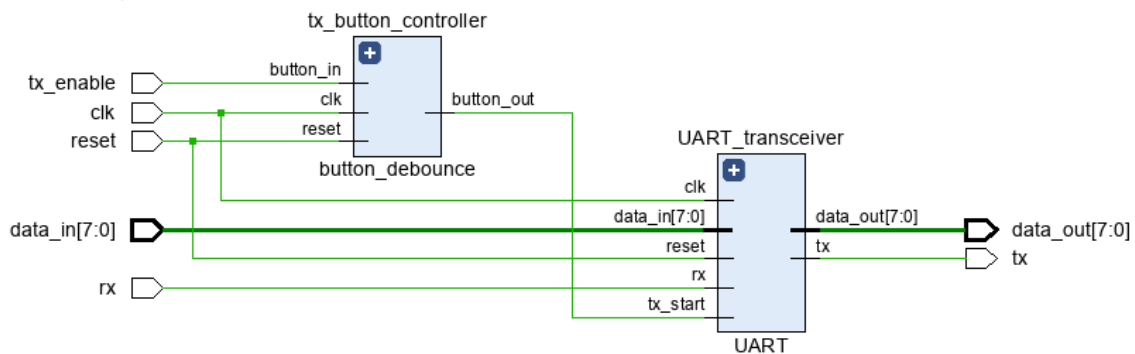 tx_button_controller
tx_enable
button_in
clk
clk
button_out
reset
reset
button_debounce
UART_transceiver
clk
data_in[7:0]
data_in[7:0]
data_out[7:0]
data_out[7:0]
reset
tx
tx
rx
rx
tx_start
UART